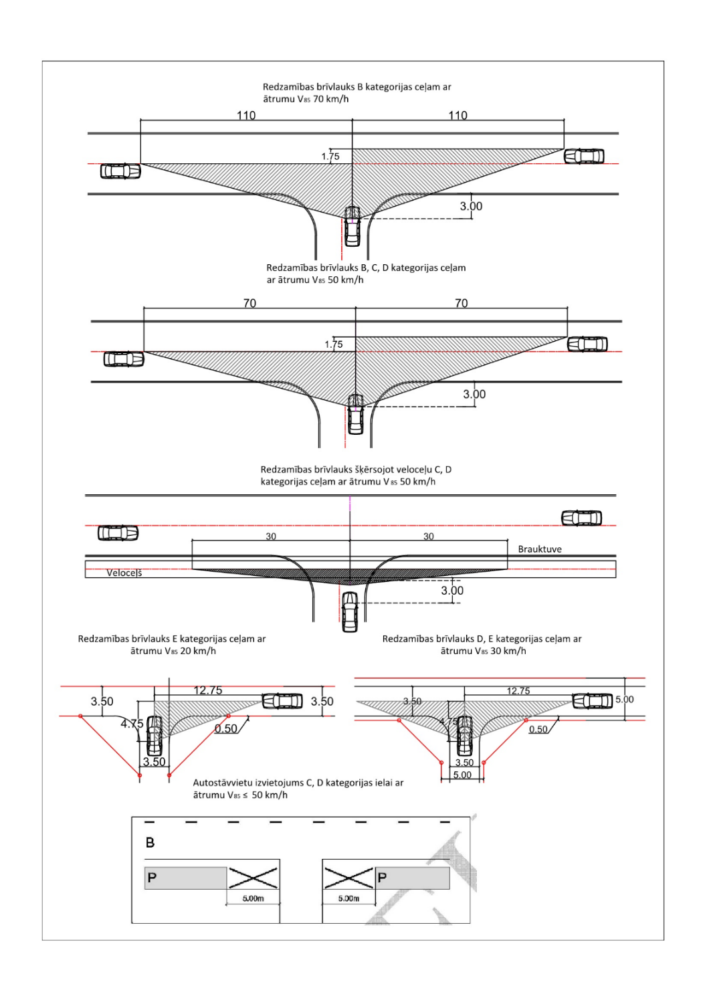 Redzamības brīvlauks B kategorijas ceļam ar
ātrumu V85 70 km/h
110
110
1.75
3.00
Redzamības brīvlauks B, C, D kategorijas ceļam
ar ātrumu V85 50 km/h
70
70
1.75
3.00
Redzamības brīvlauks šķērsojot veloceļu C, D
kategorijas ceļam ar ātrumu V 85 50 km/h
30
30
Brauktuve
Veloceļš
3.00
Redzamības brīvlauks E kategorijas ceļam ar
ātrumu V85 20 km/h
Redzamības brīvlauks D, E kategorijas ceļam ar
ātrumu V85 30 km/h
12.75
3.50
3.50
4.75
0.50
3.50
12.75
3.50
5.00
4.75
0.50
3.50
5.00
Autostāvvietu izvietojums C, D kategorijas ielai ar
ātrumu V85 ≤ 50 km/h
B
P
P
5.00m
5.00m